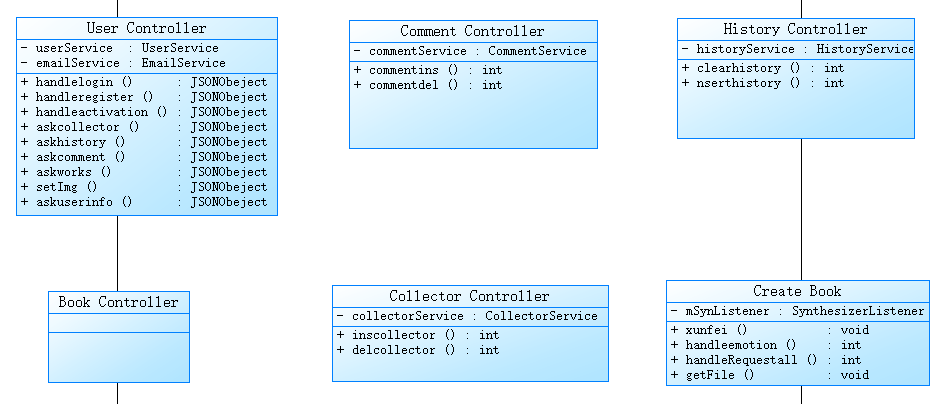 User Controller
- userService : UserService
- emailService : EmailService
+ handlelogin () : JSONObeject
+ handleregister () : JSONObeject
+ handleactivation () : JSONObeject
+ askcollector () : JSONObeject
+ askhistory () : JSONObeject
+ askcomment () : JSONObeject
+ askworks () : JSONObeject
+ setImg () : JSONObeject
+ askuserinfo () : JSONObeject
Comment Controller
- commentService : CommentService
+ commentins () : int
+ commentdel () : int
History Controller
- historyService : HistoryService
+ clearhistory () : int
+ nserthistory () : int
Book Controller
Collector Controller
- collectorService : CollectorService
+ inscollector () : int
+ delcollector () : int
Create Book
- mSynListener : SynthesizerListener
+ xunfei () : void
+ handleemotion () : int
+ handleRequestall () : int
+ getFile () : void